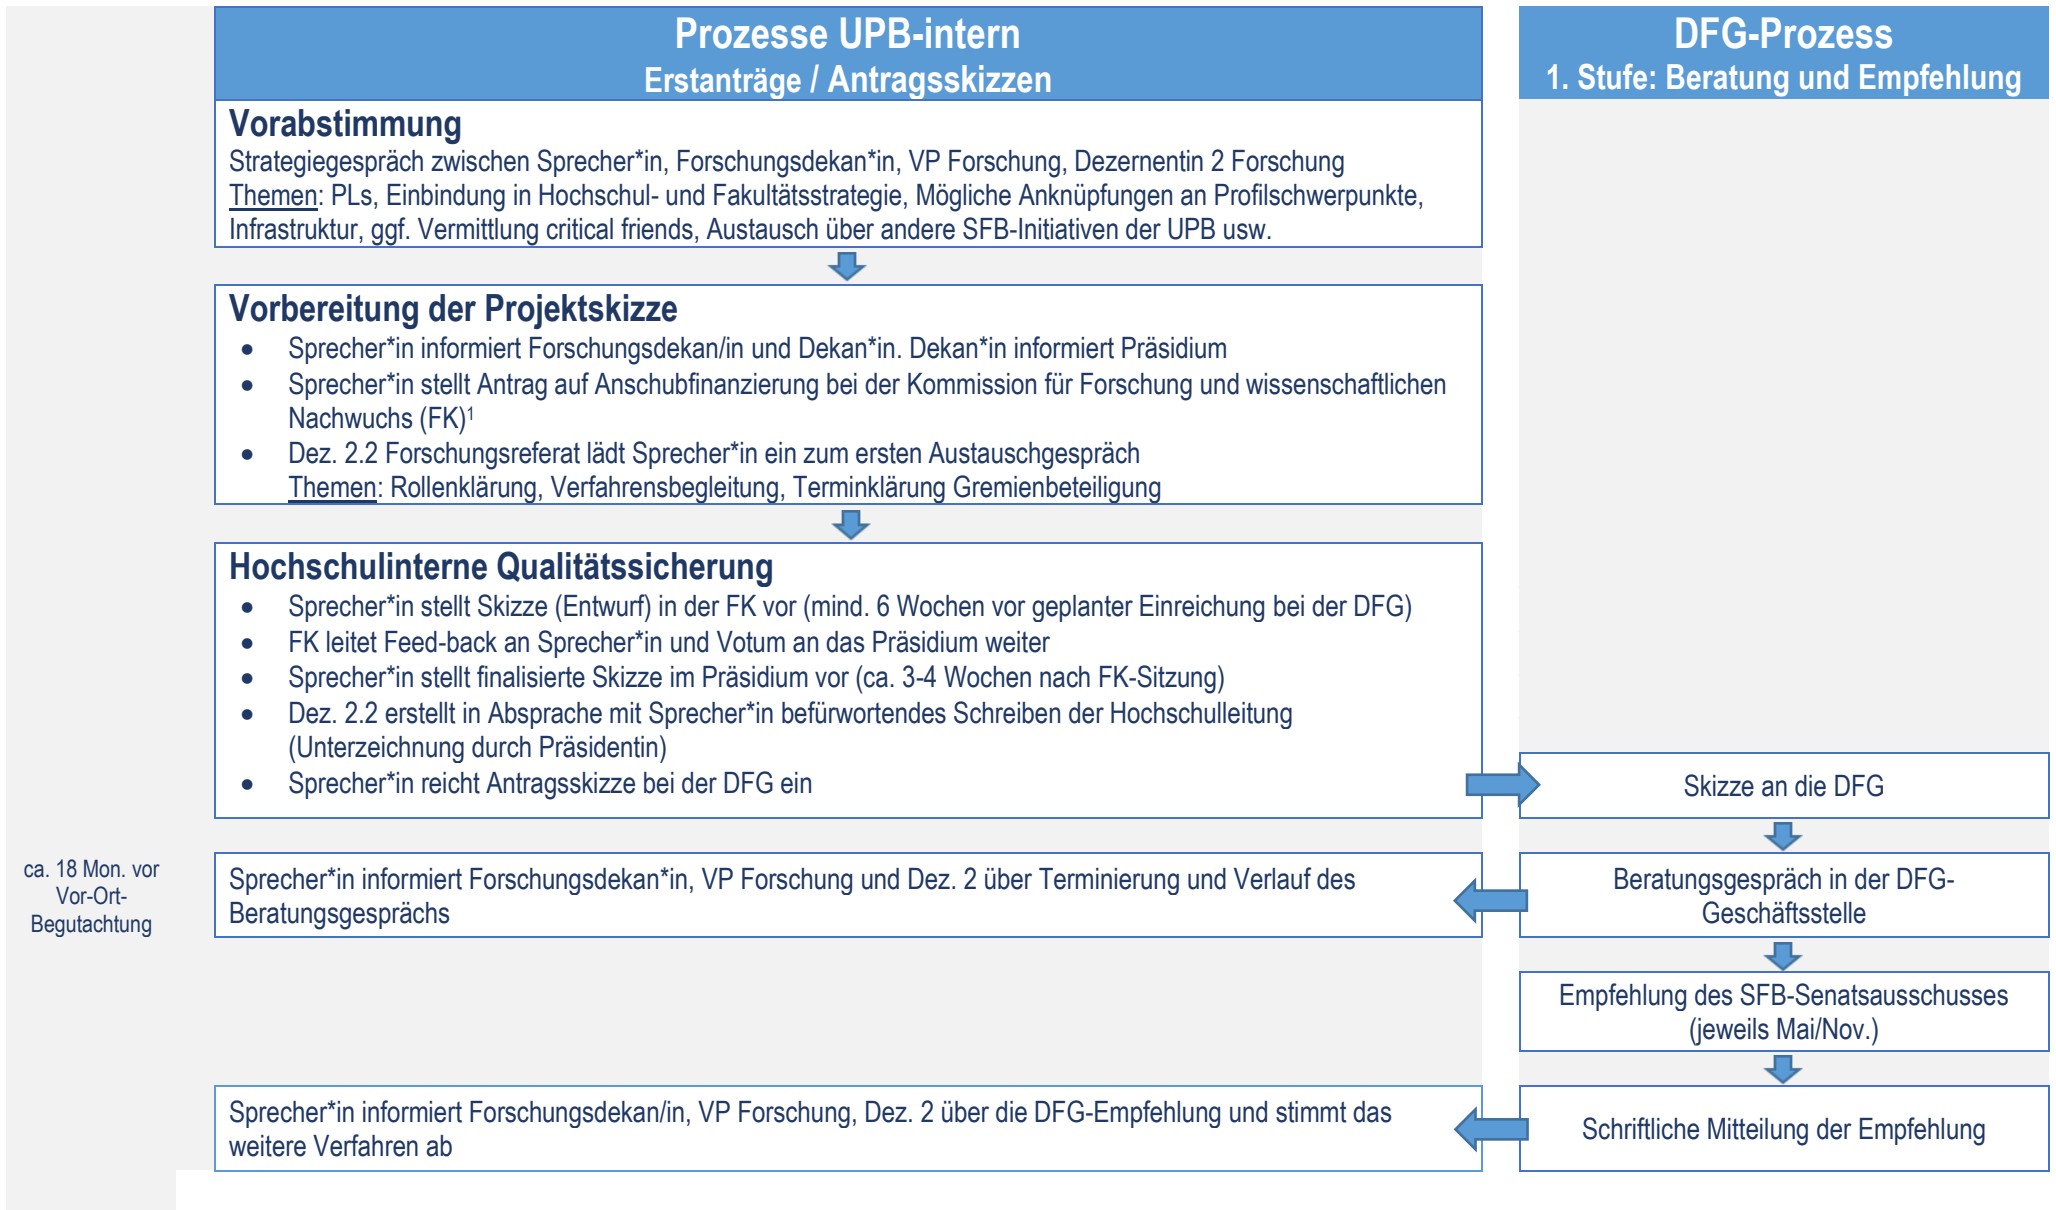 Prozesse UPB-intern
Erstanträge / Antragsskizzen
DFG-Prozess
1. Stufe: Beratung und Empfehlung
Vorabstimmung
Strategiegespräch zwischen Sprecher*in, Forschungsdekan*in, VP Forschung, Dezernentin 2 Forschung
Themen: PLs, Einbindung in Hochschul- und Fakultätsstrategie, Mögliche Anknüpfungen an Profilschwerpunkte,
Infrastruktur, ggf. Vermittlung critical friends, Austausch über andere SFB-Initiativen der UPB usw.
Vorbereitung der Projektskizze
• Sprecher*in informiert Forschungsdekan/in und Dekan*in. Dekan*in informiert Präsidium
• Sprecher*in stellt Antrag auf Anschubfinanzierung bei der Kommission für Forschung und wissenschaftlichen
Nachwuchs (FK)¹
• Dez. 2.2 Forschungsreferat lädt Sprecher*in ein zum ersten Austauschgespräch
Themen: Rollenklärung, Verfahrensbegleitung, Terminklärung Gremienbeteiligung
Hochschulinterne Qualitätssicherung
• Sprecher*in stellt Skizze (Entwurf) in der FK vor (mind. 6 Wochen vor geplanter Einreichung bei der DFG)
• FK leitet Feed-back an Sprecher*in und Votum an das Präsidium weiter
• Sprecher*in stellt finalisierte Skizze im Präsidium vor (ca. 3-4 Wochen nach FK-Sitzung)
• Dez. 2.2 erstellt in Absprache mit Sprecher*in befürwortendes Schreiben der Hochschulleitung
(Unterzeichnung durch Präsidentin)
• Sprecher*in reicht Antragsskizze bei der DFG ein
Skizze an die DFG
ca. 18 Mon. vor
Vor-Ort-
Begutachtung
Sprecher*in informiert Forschungsdekan*in, VP Forschung und Dez. 2 über Terminierung und Verlauf des
Beratungsgesprächs
Beratungsgespräch in der DFG-
Geschäftsstelle
Empfehlung des SFB-Senatsausschusses
(jeweils Mai/Nov.)
Sprecher*in informiert Forschungsdekan/in, VP Forschung, Dez. 2 über die DFG-Empfehlung und stimmt das
weitere Verfahren ab
Schriftliche Mitteilung der Empfehlung